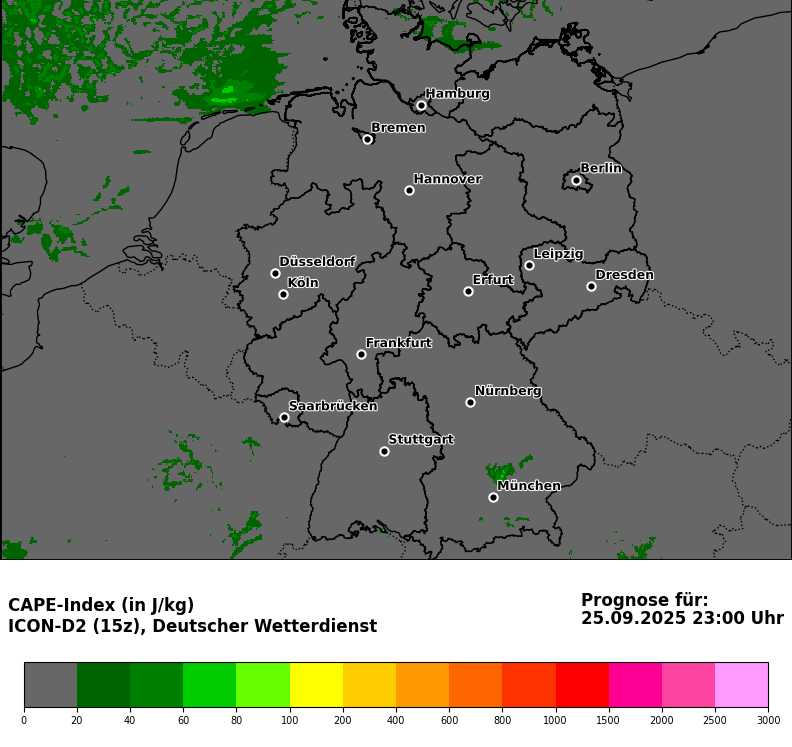 Hamburg
Bremen
Berlin
Hannover
Leipzig
Düsseldorf
Dresden
Köln
Erfurt
Frankfurt
Nürnberg
Saarbrücken
Stuttgart
München
CAPE-Index (in J/kg)
ICON-D2 (15z), Deutscher Wetterdienst
Prognose für:
25.09.2025 23:00 Uhr
0 20 40 60 80 100 200 400 600 800 1000 1500 2000 2500 3000